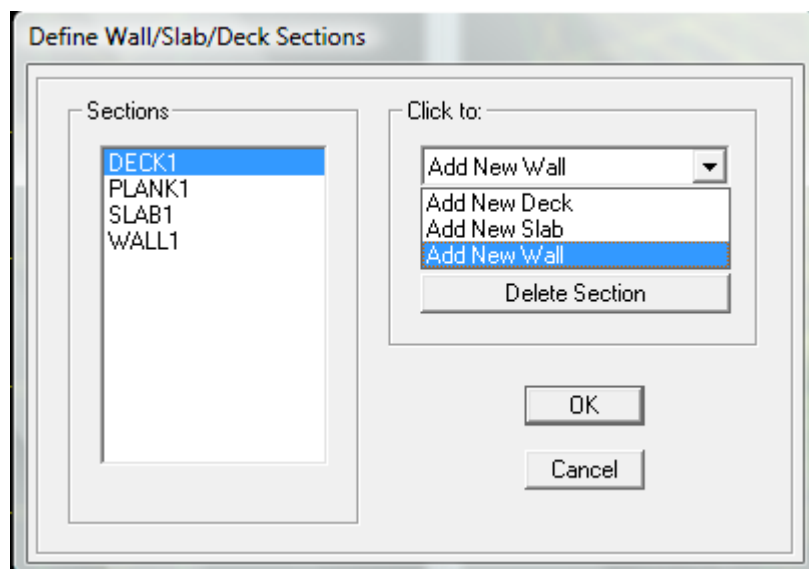 Define Wall/Slab/Deck Sections
Sections
DECK1
PLANK1
SLAB1
WALL1
Click to:
Add New Wall
Add New Deck
Add New Slab
Add New Wall
Delete Section
OK
Cancel